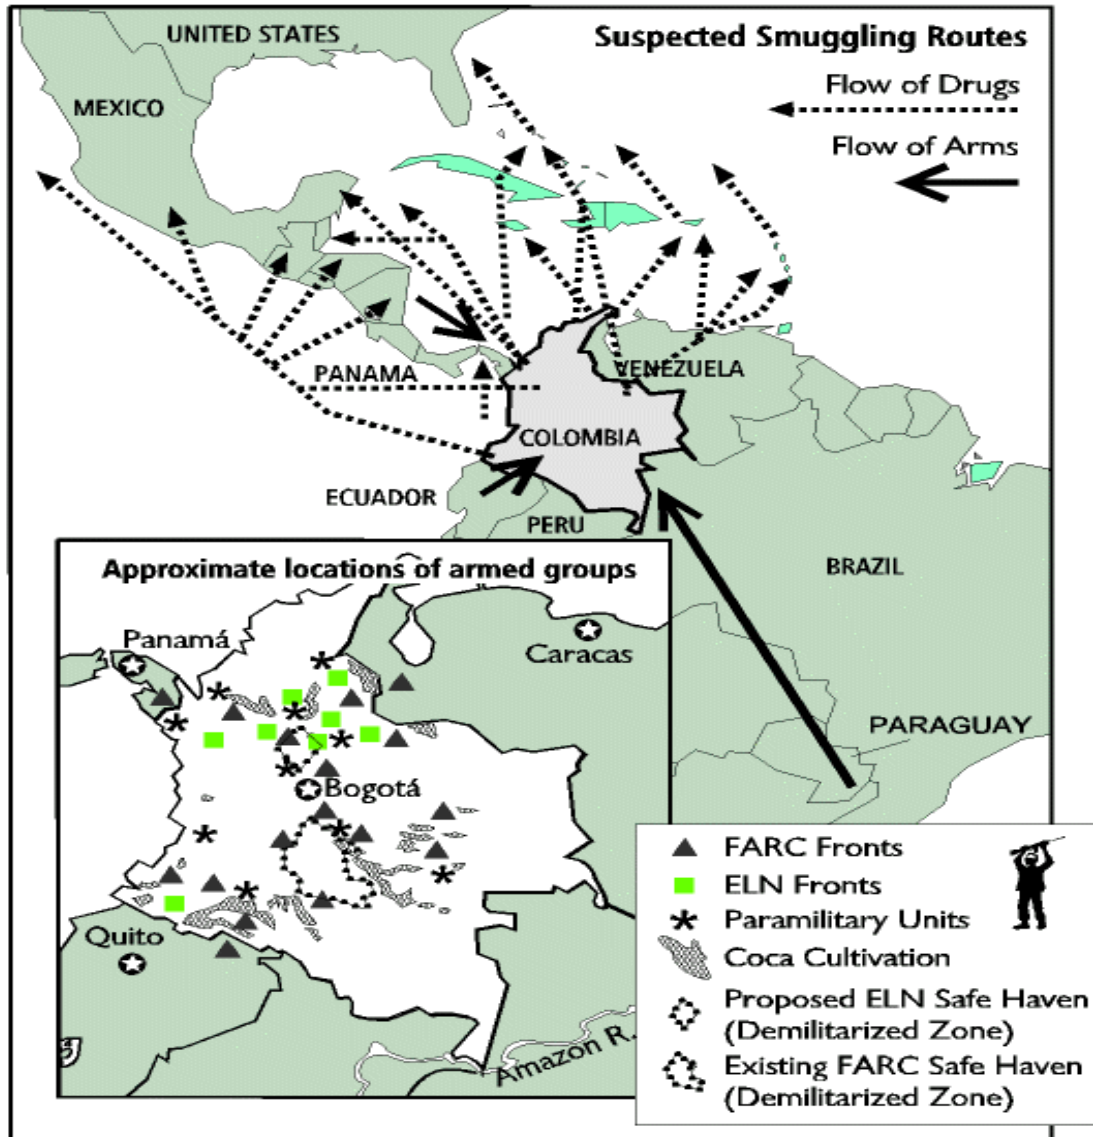 Suspected Smuggling Routes
Flow of Drugs
Flow of Arms
UNITED STATES
MEXICO
PANAMA
VENEZUELA
COLOMBIA
ECUADOR
PERU
BRAZIL
PARAGUAY
Approximate locations of armed groups
Panamá
Caracas
Bogotá
Quito
Amazon R.
FARC Fronts
ELN Fronts
Paramilitary Units
Coca Cultivation
Proposed ELN Safe Haven
(Demilitarized Zone)
Existing FARC Safe Haven
(Demilitarized Zone)